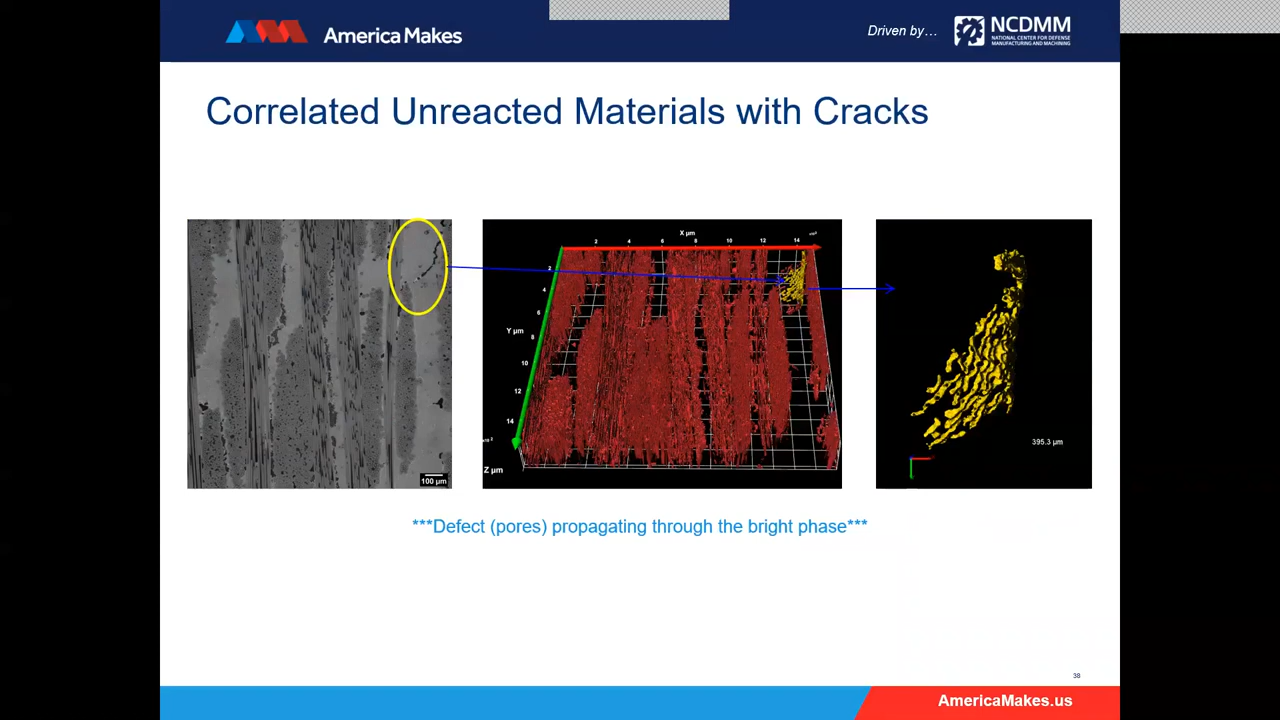 America Makes
Driven by…
NCDMM
NATIONAL CENTER FOR DEFENSE
MANUFACTURING AND MACHINING
Correlated Unreacted Materials with Cracks
100 µm
X µm
2 4 6 8 10 12 14
Y µm
2
4
6
8
10
12
14
Z µm
395.3 µm
***Defect (pores) propagating through the bright phase***
38
AmericaMakes.us